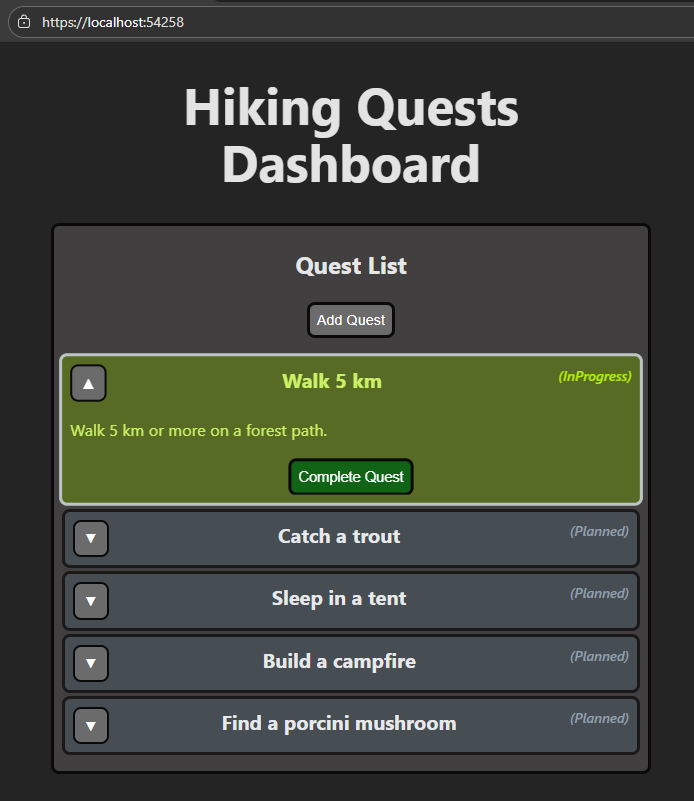 https://localhost:54258
Hiking Quests
Dashboard
Quest List
Add Quest
▲ Walk 5 km (InProgress)
Walk 5 km or more on a forest path.
Complete Quest
▼ Catch a trout (Planned)
▼ Sleep in a tent (Planned)
▼ Build a campfire (Planned)
▼ Find a porcini mushroom (Planned)